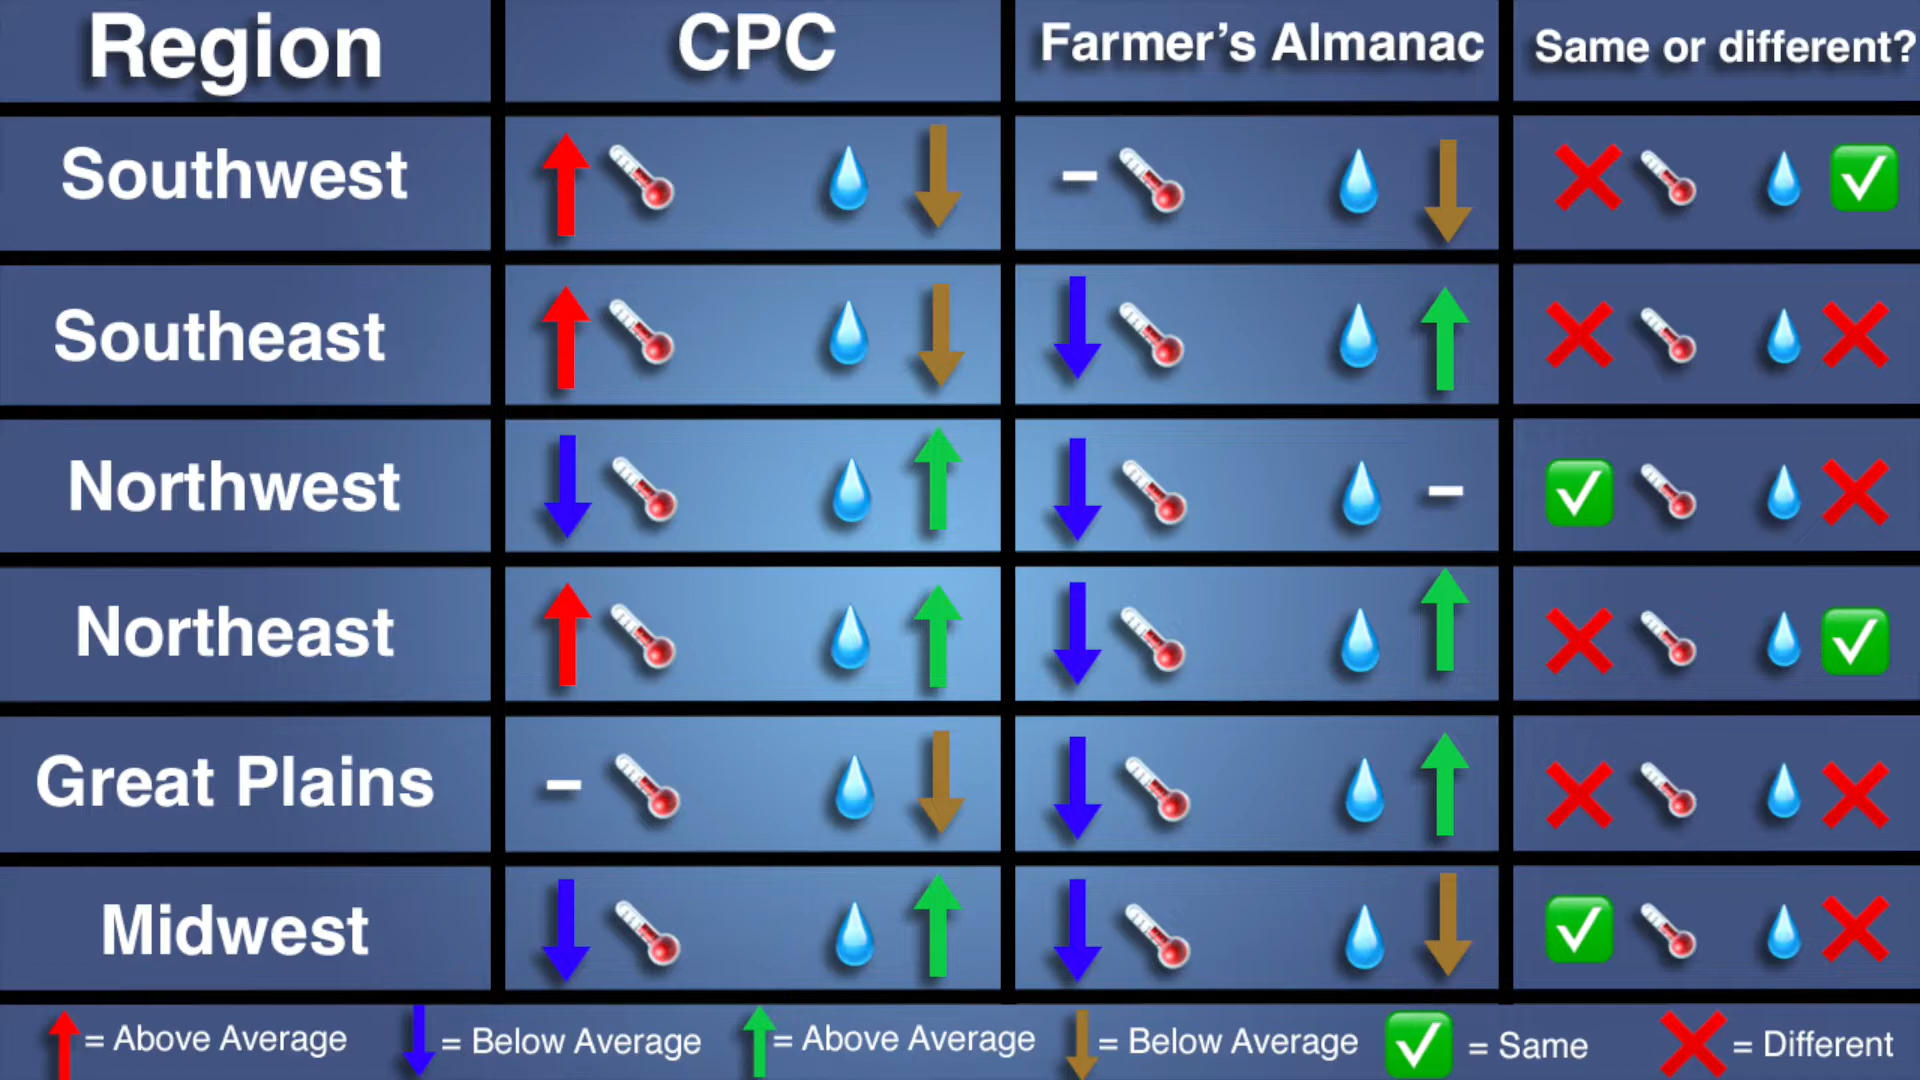 Region CPC Farmer's Almanac Same or different?
Southwest
Southeast
Northwest
Northeast
Great Plains
Midwest
= Above Average = Below Average = Above Average = Below Average = Same = Different